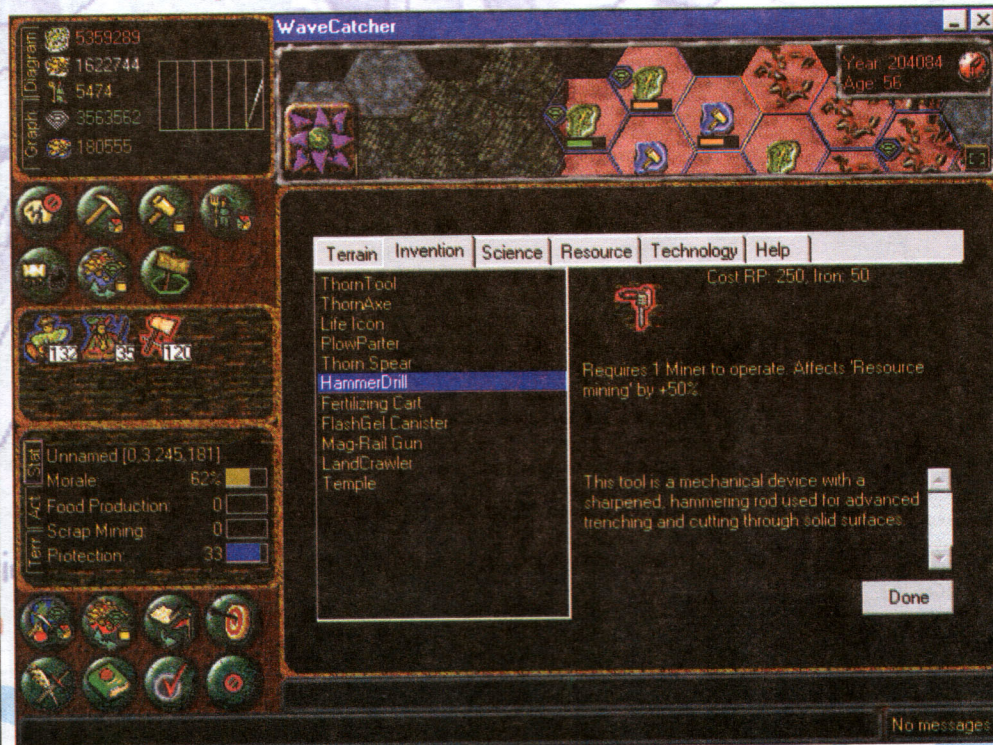 WaveCatcher
Diagram
Graph
5359289
1622744
5474
3563562
180555
Year: 204084
Age: 56
Terrain
Invention
Science
Resource
Technology
Help
ThornTool
ThornAxe
Life Icon
PlowParter
Thorn Spear
HammerDrill
Fertilizing Cart
FlashGel Canister
Mag-Rail Gun
LandCrawler
Temple
Cost RP: 250, Iron: 50
Requires 1 Miner to operate. Affects 'Resource
mining' by +50%.
This tool is a mechanical device with a
sharpened, hammering rod used for advanced
trenching and cutting through solid surfaces.
Done
132
35
120
Stat
Act
Terr
Unnamed [0,3,245,181]
Morale: 62%
Food Production: 0
Scrap Mining: 0
Protection: 33
No messages